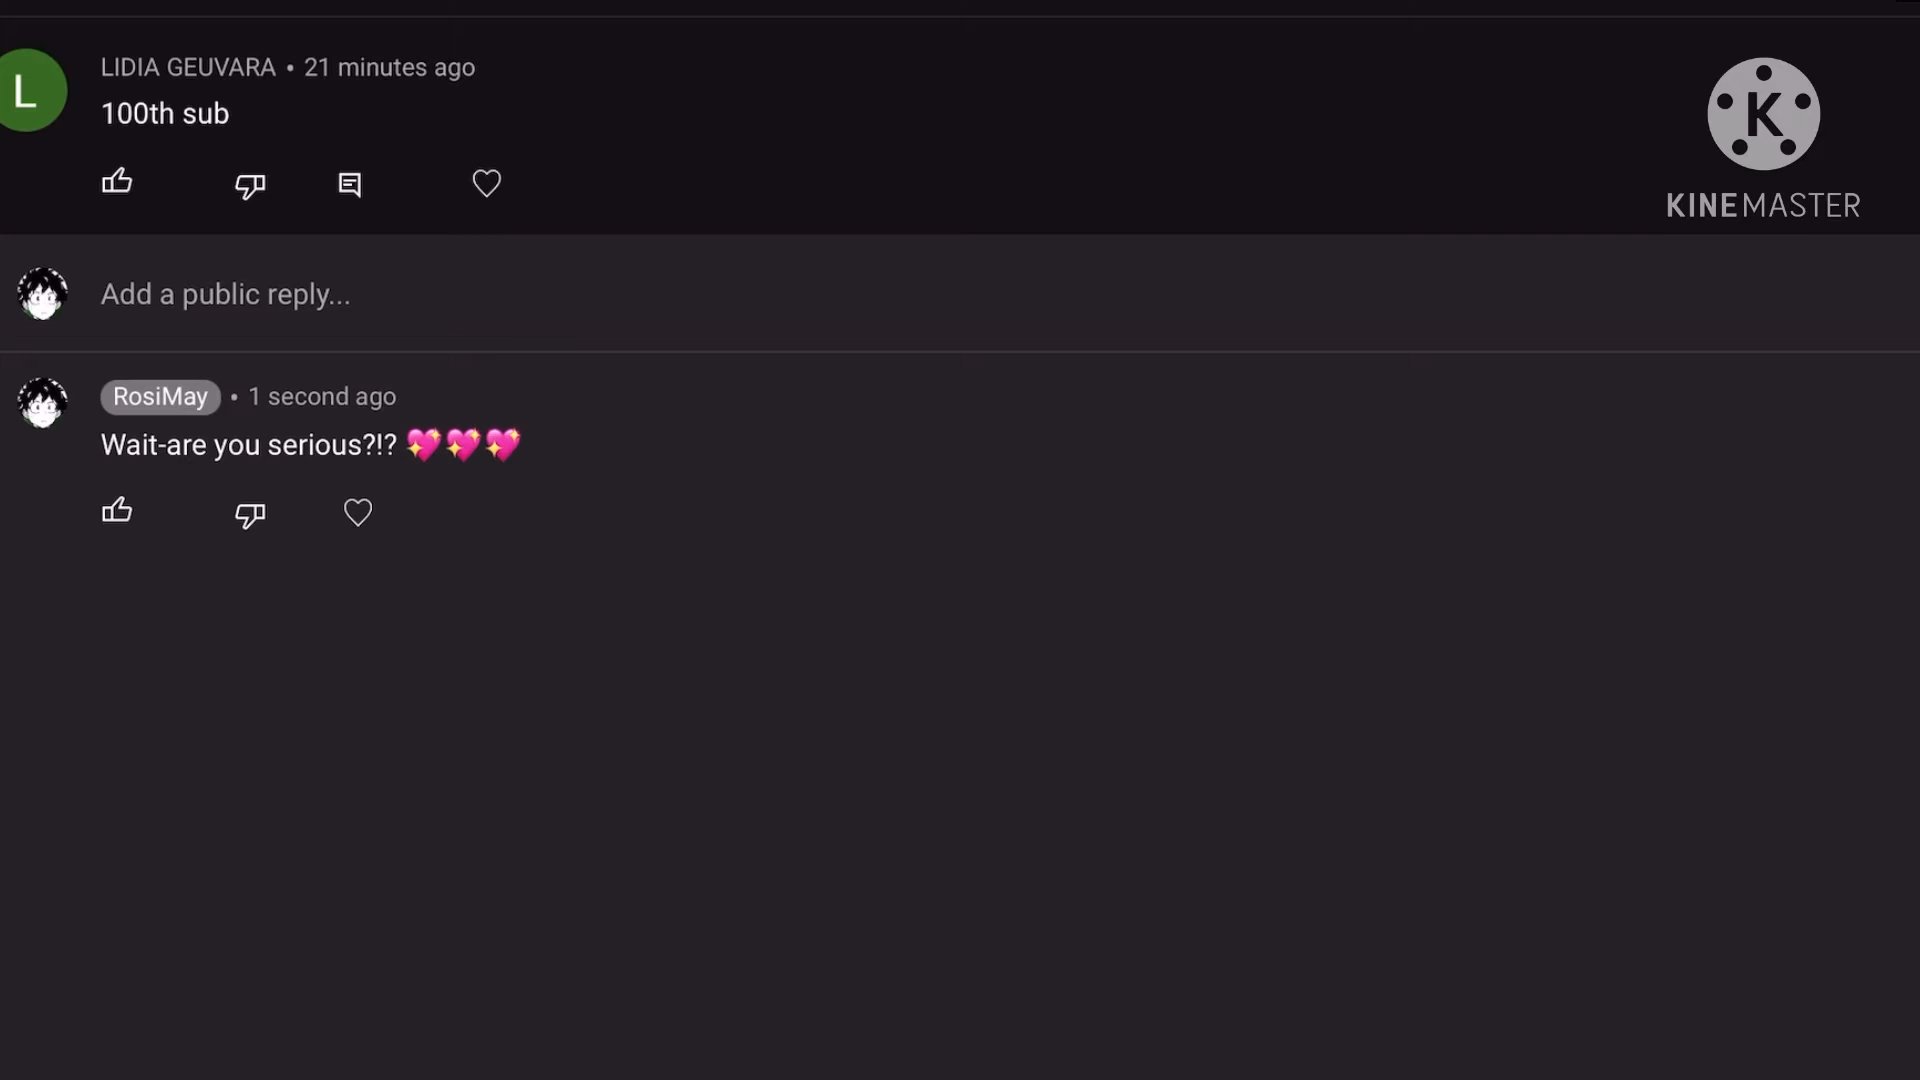 L
LIDIA GEUVARA • 21 minutes ago
100th sub
K
KINEMASTER
Add a public reply...
RosiMay • 1 second ago
Wait-are you serious?!? 💖💖💖